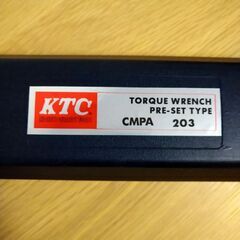 KTC
TORQUE WRENCH
PRE-SET TYPE
CMPA 203